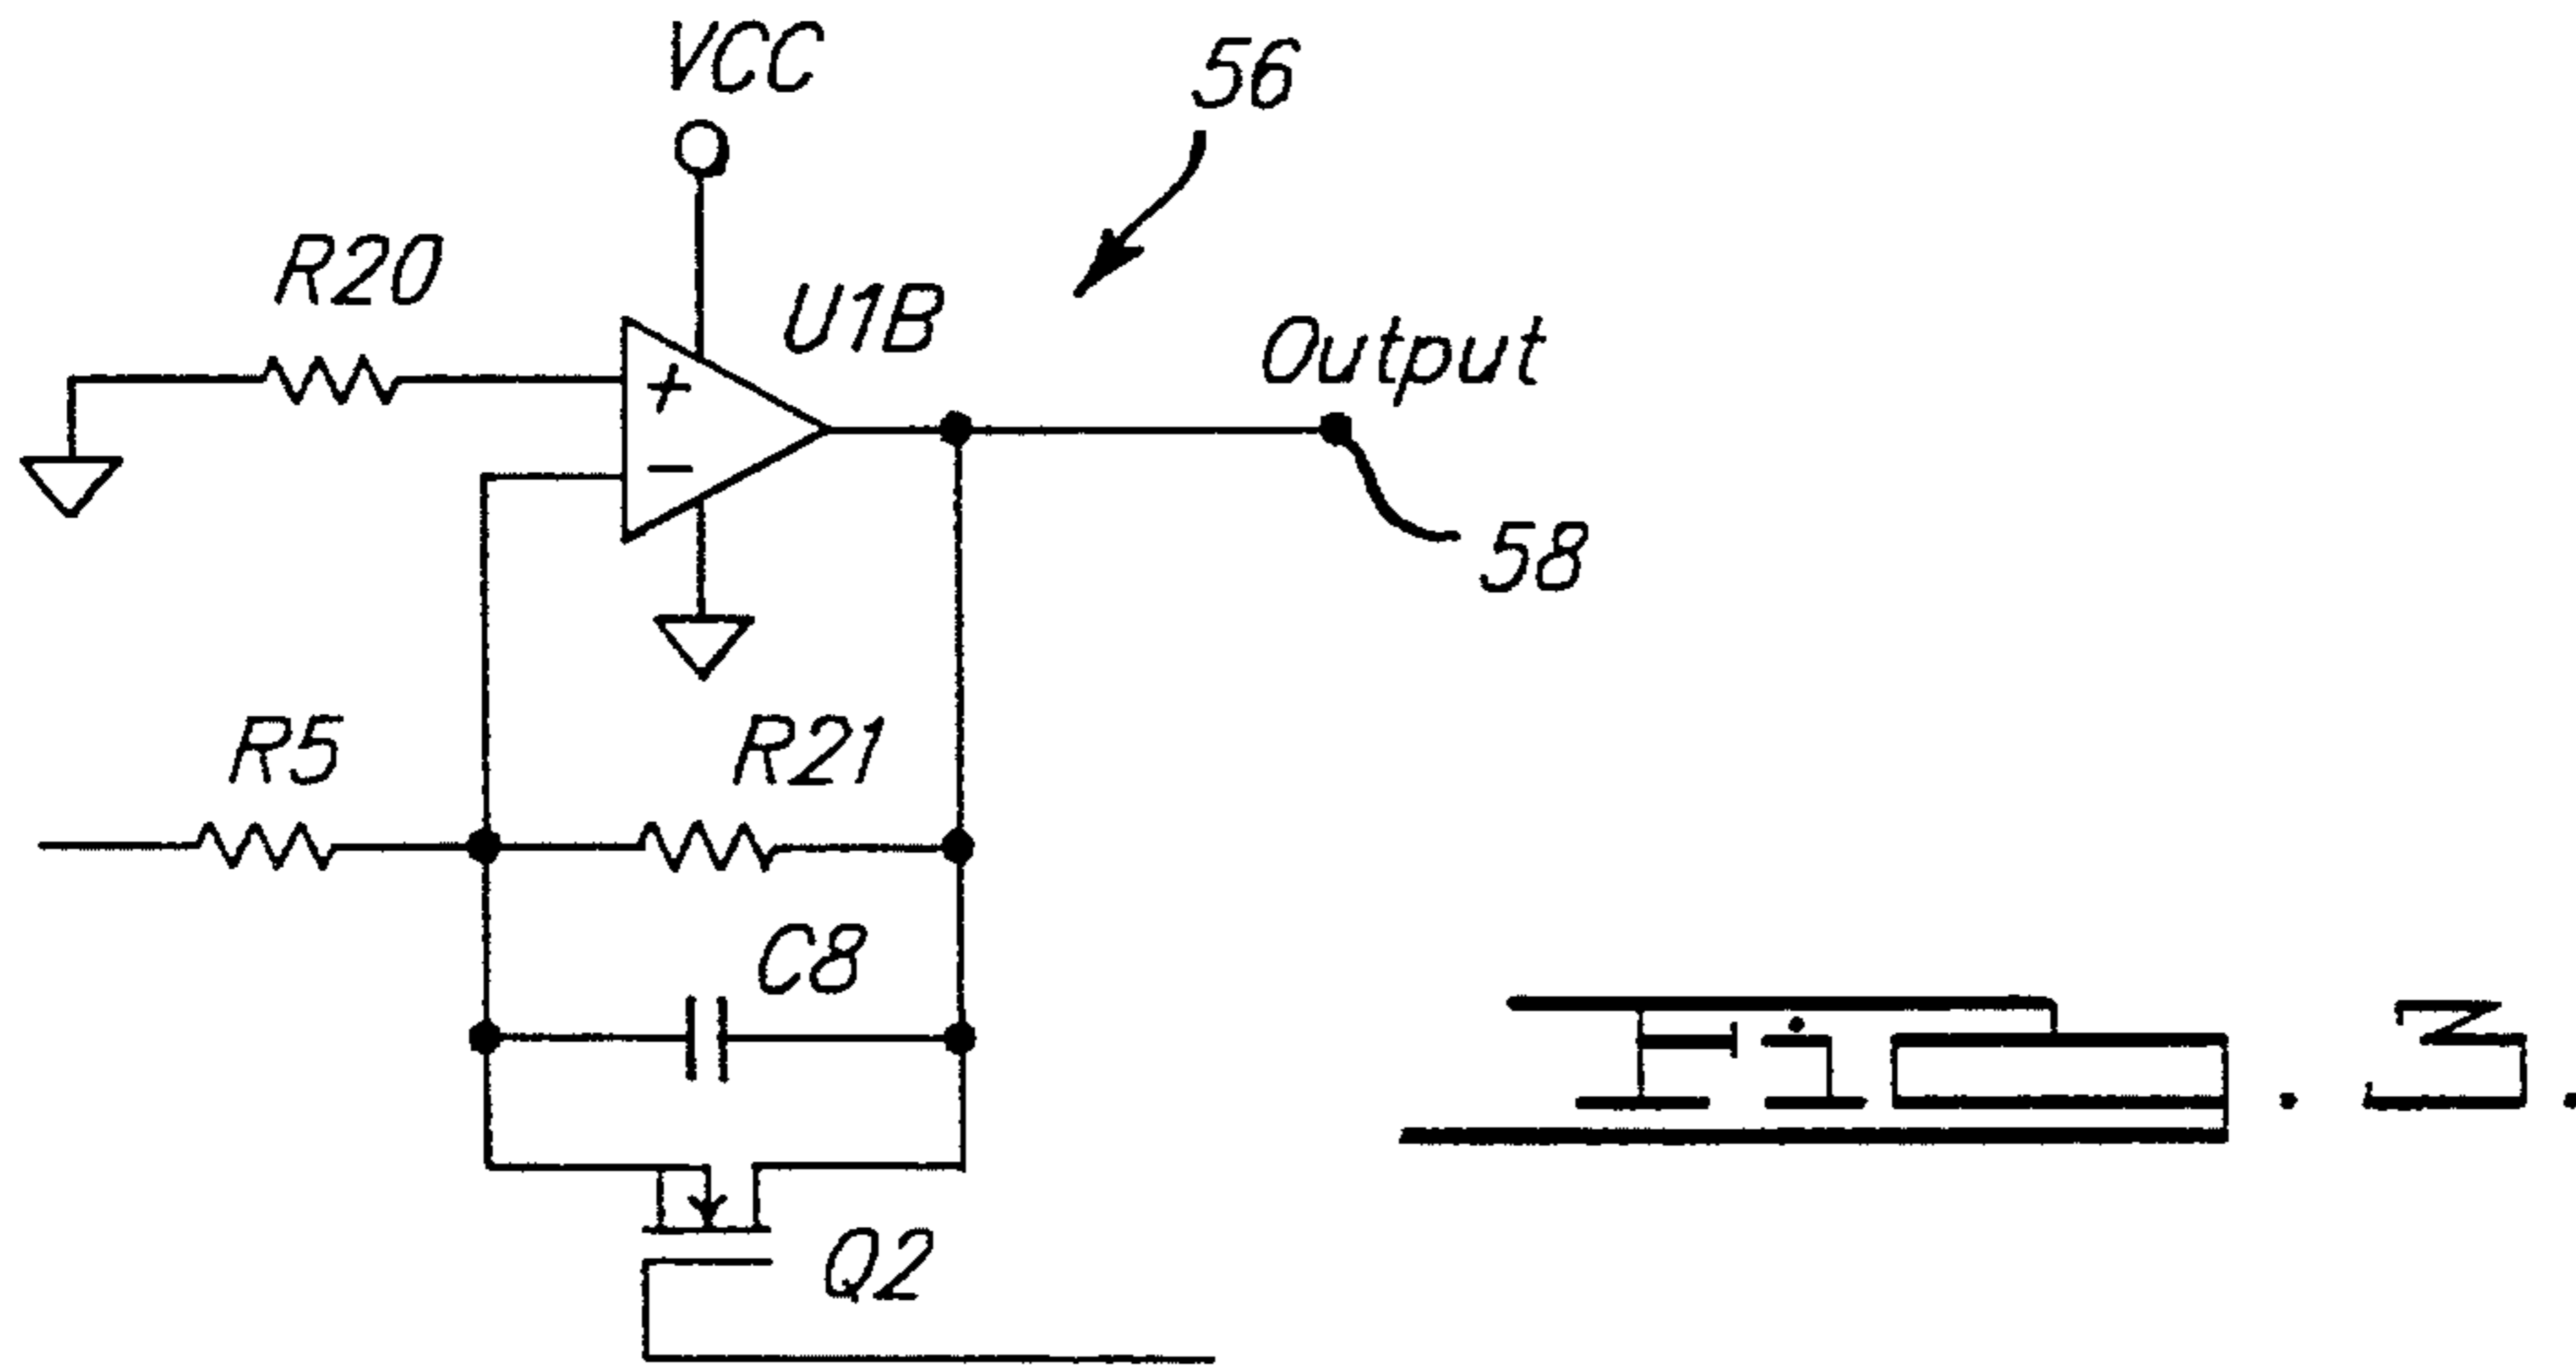 VCC
56
R20
U1B
+
Output
−
58
R5
R21
C8
Fig. 3.
Q2